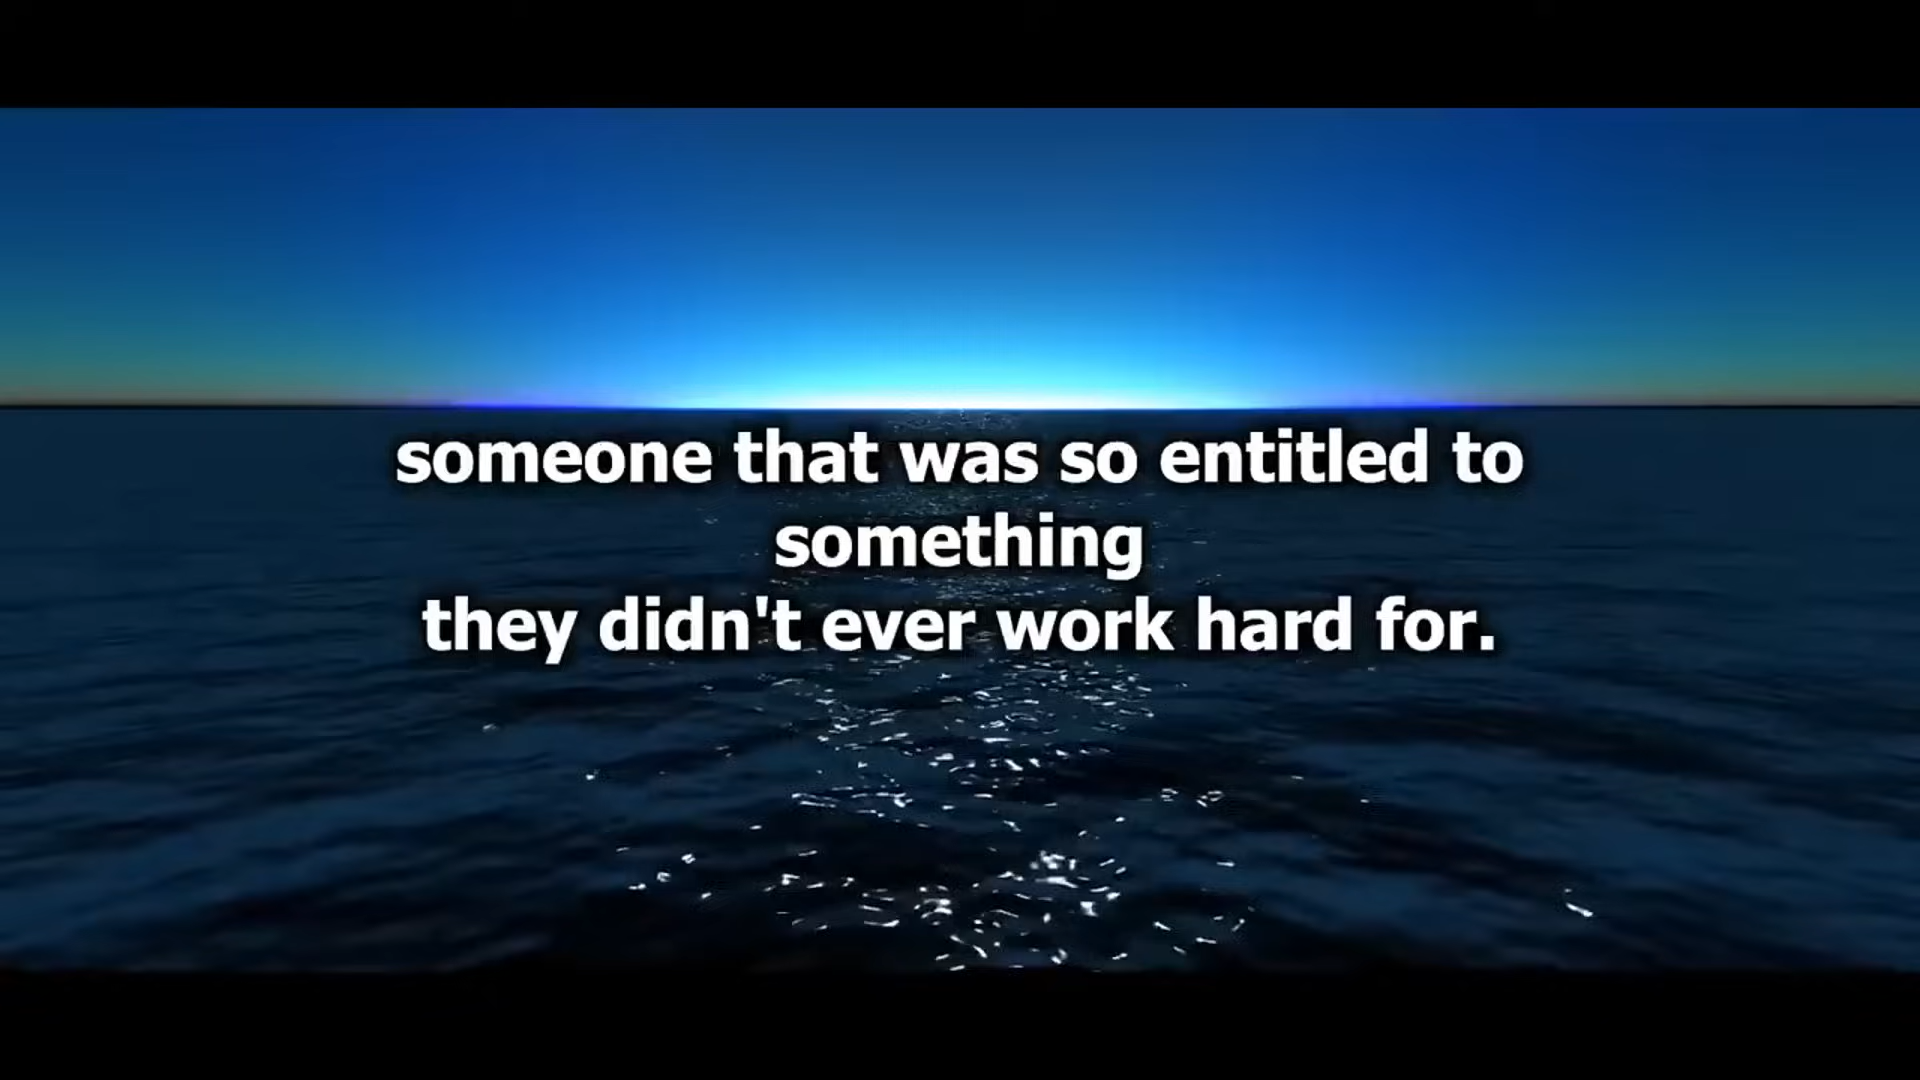 someone that was so entitled to
something
they didn't ever work hard for.